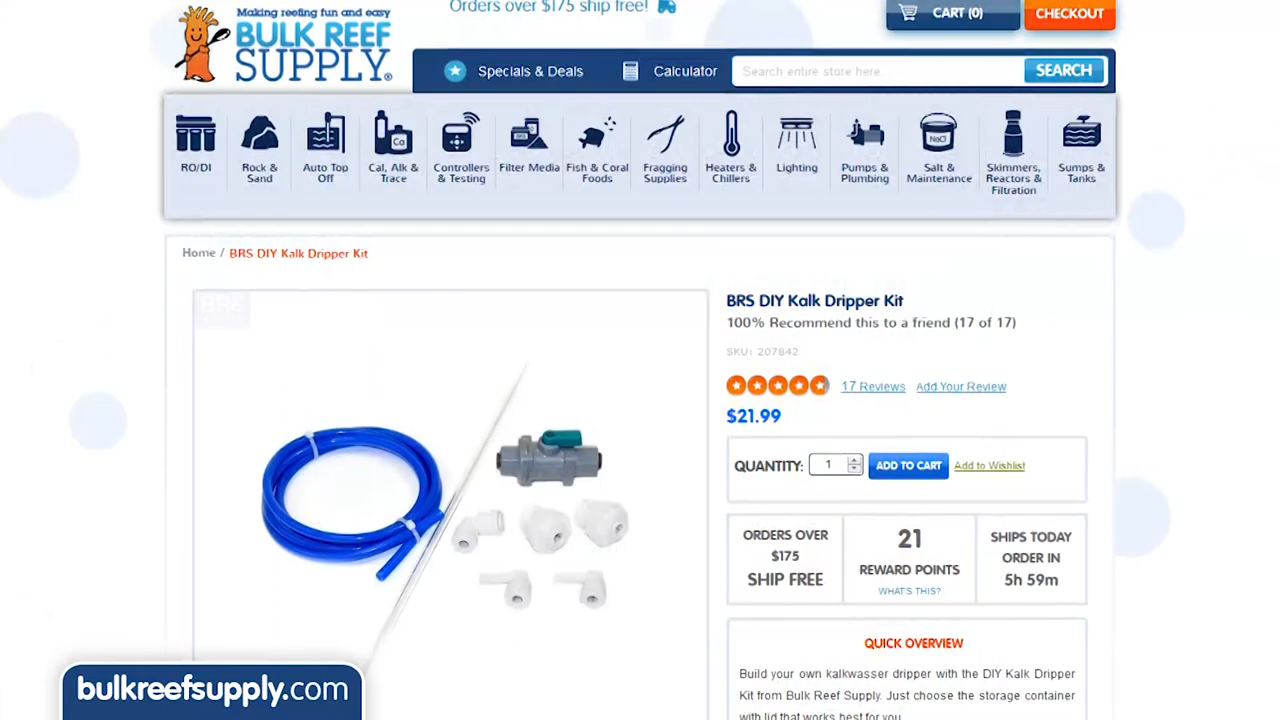 Orders over $175 ship free!
Making reefing fun and easy
BULK REEF
SUPPLY®
CART (0)
CHECKOUT
Specials & Deals
Calculator
Search entire store here.
SEARCH
RO/DI
Rock &
Sand
Auto Top
Off
Ca
Cal, Alk &
Trace
Controllers
& Testing
Filter Media
Fish & Coral
Foods
Fragging
Supplies
Heaters &
Chillers
Lighting
Pumps &
Plumbing
NaCl
Salt &
Maintenance
Skimmers,
Reactors &
Filtration
Sumps &
Tanks
Home / BRS DIY Kalk Dripper Kit
BRS
BRS DIY Kalk Dripper Kit
100% Recommend this to a friend (17 of 17)
SKU: 207842
17 Reviews Add Your Review
$21.99
QUANTITY: 1 ADD TO CART Add to Wishlist
ORDERS OVER
$175
SHIP FREE
21
REWARD POINTS
WHAT'S THIS?
SHIPS TODAY
ORDER IN
5h 59m
QUICK OVERVIEW
Build your own kalkwasser dripper with the DIY Kalk Dripper
Kit from Bulk Reef Supply. Just choose the storage container
with lid that works best for you
bulkreefsupply.com